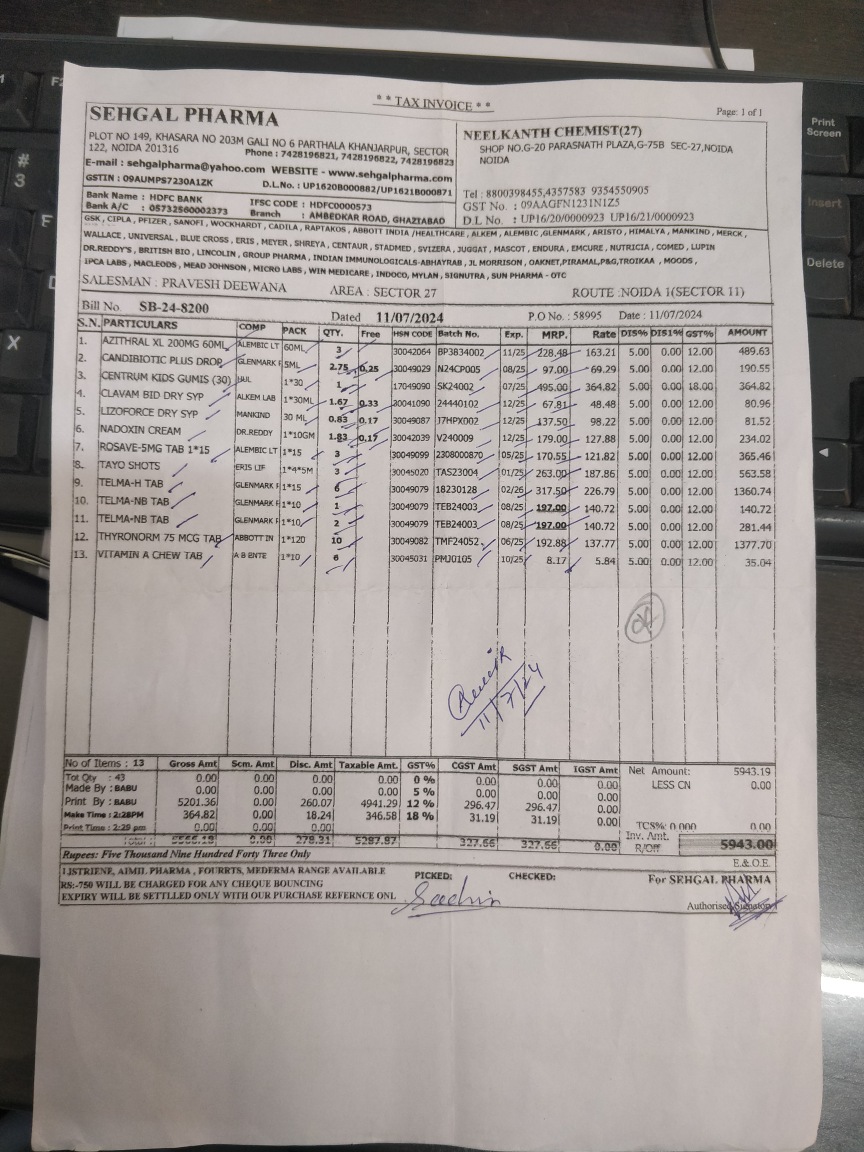 * * TAX INVOICE * *
Page: 1 of 1
SEHGAL PHARMA
PLOT NO 149, KHASARA NO 203M GALI NO 6 PARTHALA KHANJARPUR, SECTOR
122, NOIDA 201316
Phone : 7428196821, 7428196822, 7428196823
E-mail : sehgalpharma@yahoo.com WEBSITE - www.sehgalpharma.com
GSTIN : 09AUMPS7230A1ZK D.L.No. : UP1620B000882/UP1621B000871
Bank Name : HDFC BANK IFSC CODE : HDFC0000573
Bank A/C : 05732560002373 Branch : AMBEDKAR ROAD, GHAZIABAD
NEELKANTH CHEMIST(27)
SHOP NO.G-20 PARASNATH PLAZA,G-75B SEC-27,NOIDA
NOIDA
Tel : 8800398455,4357583 9354550905
GST No. : 09AAGFN1231N1Z5
D.L No. : UP16/20/0000923 UP16/21/0000923
GSK, CIPLA, PFIZER, SANOFI, WOCKHARDT, CADILA, RAPTAKOS, ABBOTT INDIA /HEALTHCARE, ALKEM, ALEMBIC,GLENMARK, ARISTO, HIMALYA, MANKIND, MERCK,
WALLACE, UNIVERSAL, BLUE CROSS, ERIS, MEYER, SHREYA, CENTAUR, STADMED, SVIZERA, JUGGAT, MASCOT, ENDURA, EMCURE, NUTRICIA, COMED, LUPIN
DR.REDDY'S, BRITISH BIO, LINCOLIN, GROUP PHARMA, INDIAN IMMUNOLOGICALS-ABHAYRAB, JL MORRISON, OAKNET,PIRAMAL,P&G,TROIKAA , MOODS,
IPCA LABS, MACLEODS, MEAD JOHNSON, MICRO LABS, WIN MEDICARE, INDOCO, MYLAN, SIGNUTRA, SUN PHARMA - OTC
SALESMAN : PRAVESH DEEWANA AREA : SECTOR 27 ROUTE :NOIDA 1(SECTOR 11)
Bill No. SB-24-8200 Dated 11/07/2024 P.O No. : 58995 Date : 11/07/2024
S.N. PARTICULARS COMP PACK QTY. Free HSN CODE Batch No. Exp. MRP. Rate DIS% DIS1% GST% AMOUNT
1. AZITHRAL XL 200MG 60ML ALEMBIC LT 60ML 3 30042064 BP3834002 11/25 228.48 163.21 5.00 0.00 12.00 489.63
2. CANDIBIOTIC PLUS DROP GLENMARK F 5ML 2.75 0.25 30049029 N24CP005 08/25 97.00 69.29 5.00 0.00 12.00 190.55
3. CENTRUM KIDS GUMIS (30) HUL 1*30 1 17049090 SK24002 07/25 495.00 364.82 5.00 0.00 18.00 364.82
4. CLAVAM BID DRY SYP ALKEM LAB 1*30ML 1.67 0.33 30041090 24440102 12/25 67.81 48.48 5.00 0.00 12.00 80.96
5. LIZOFORCE DRY SYP MANKIND 30 ML 0.83 0.17 30049087 J7HPX002 12/25 137.50 98.22 5.00 0.00 12.00 81.52
6. NADOXIN CREAM DR.REDDY 1*10GM 1.83 0.17 30042039 V240009 12/25 179.00 127.88 5.00 0.00 12.00 234.02
7. ROSAVE-5MG TAB 1*15 ALEMBIC LT 1*15 3 30049099 2308000870 05/25 170.55 121.82 5.00 0.00 12.00 365.46
8. TAYO SHOTS ERIS LIF 1*4*5M 3 30045020 TAS23004 01/25 263.00 187.86 5.00 0.00 12.00 563.58
9. TELMA-H TAB GLENMARK F 1*15 6 30049079 18230128 02/26 317.50 226.79 5.00 0.00 12.00 1360.74
10. TELMA-NB TAB GLENMARK F 1*10 1 30049079 TEB24003 08/25 197.00 140.72 5.00 0.00 12.00 140.72
11. TELMA-NB TAB GLENMARK F 1*10 2 30049079 TEB24003 08/25 197.00 140.72 5.00 0.00 12.00 281.44
12. THYRONORM 75 MCG TAB ABBOTT IN 1*120 10 30049082 TMF24052 06/25 192.88 137.77 5.00 0.00 12.00 1377.70
13. VITAMIN A CHEW TAB A B ENTE 1*10 6 30045031 PMJ0105 10/25 8.17 5.84 5.00 0.00 12.00 35.04
OK
11/7/24
No of Items : 13 Gross Amt Scm. Amt Disc. Amt Taxable Amt. GST% CGST Amt SGST Amt IGST Amt Net Amount: 5943.19
Tot Qty : 43 0.00 0.00 0.00 0.00 0 % 0.00 0.00 0.00 LESS CN 0.00
Made By : BABU 0.00 0.00 0.00 0.00 5 % 0.00 0.00 0.00
Print By : BABU 5201.36 0.00 260.07 4941.29 12 % 296.47 296.47 0.00
Make Time : 2:28PM 364.82 0.00 18.24 346.58 18 % 31.19 31.19 0.00
Print Time : 2:29 pm 0.00 0.00 0.00 0.00 TCS%: 0.000 0.00
Total : 5566.18 0.00 278.31 5287.87 327.66 327.66 0.00 Inv. Amt.
R/Off 5943.00
Rupees: Five Thousand Nine Hundred Forty Three Only E.& O.E.
LISTRIENE, AIMIL PHARMA , FOURRTS, MEDERMA RANGE AVAILABLE PICKED: CHECKED: For SEHGAL PHARMA
RS:-750 WILL BE CHARGED FOR ANY CHEQUE BOUNCING
EXPIRY WILL BE SETTLED ONLY WITH OUR PURCHASE REFERNCE ONL Sachin Authorised Signatory
Print
Screen
Insert
Delete
#
3
X